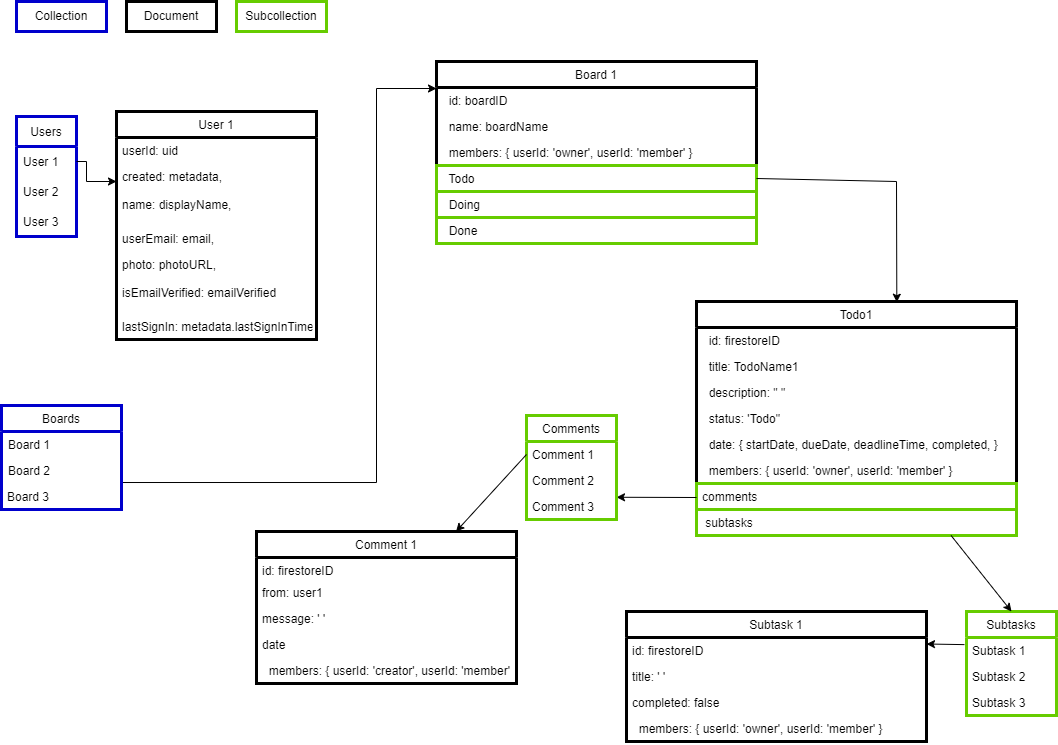 Collection
Document
Subcollection
Users
User 1
User 2
User 3
User 1
userId: uid
created: metadata,
name: displayName,
userEmail: email,
photo: photoURL,
isEmailVerified: emailVerified
lastSignIn: metadata.lastSignInTime
Board 1
id: boardID
name: boardName
members: { userId: 'owner', userId: 'member' }
Todo
Doing
Done
Boards
Board 1
Board 2
Board 3
Todo1
id: firestoreID
title: TodoName1
description: " "
status: 'Todo"
date: { startDate, dueDate, deadlineTime, completed, }
members: { userId: 'owner', userId: 'member' }
comments
subtasks
Comments
Comment 1
Comment 2
Comment 3
Comment 1
id: firestoreID
from: user1
message: ' '
date
members: { userId: 'creator', userId: 'member'
Subtasks
Subtask 1
Subtask 2
Subtask 3
Subtask 1
id: firestoreID
title: ' '
completed: false
members: { userId: 'owner', userId: 'member' }